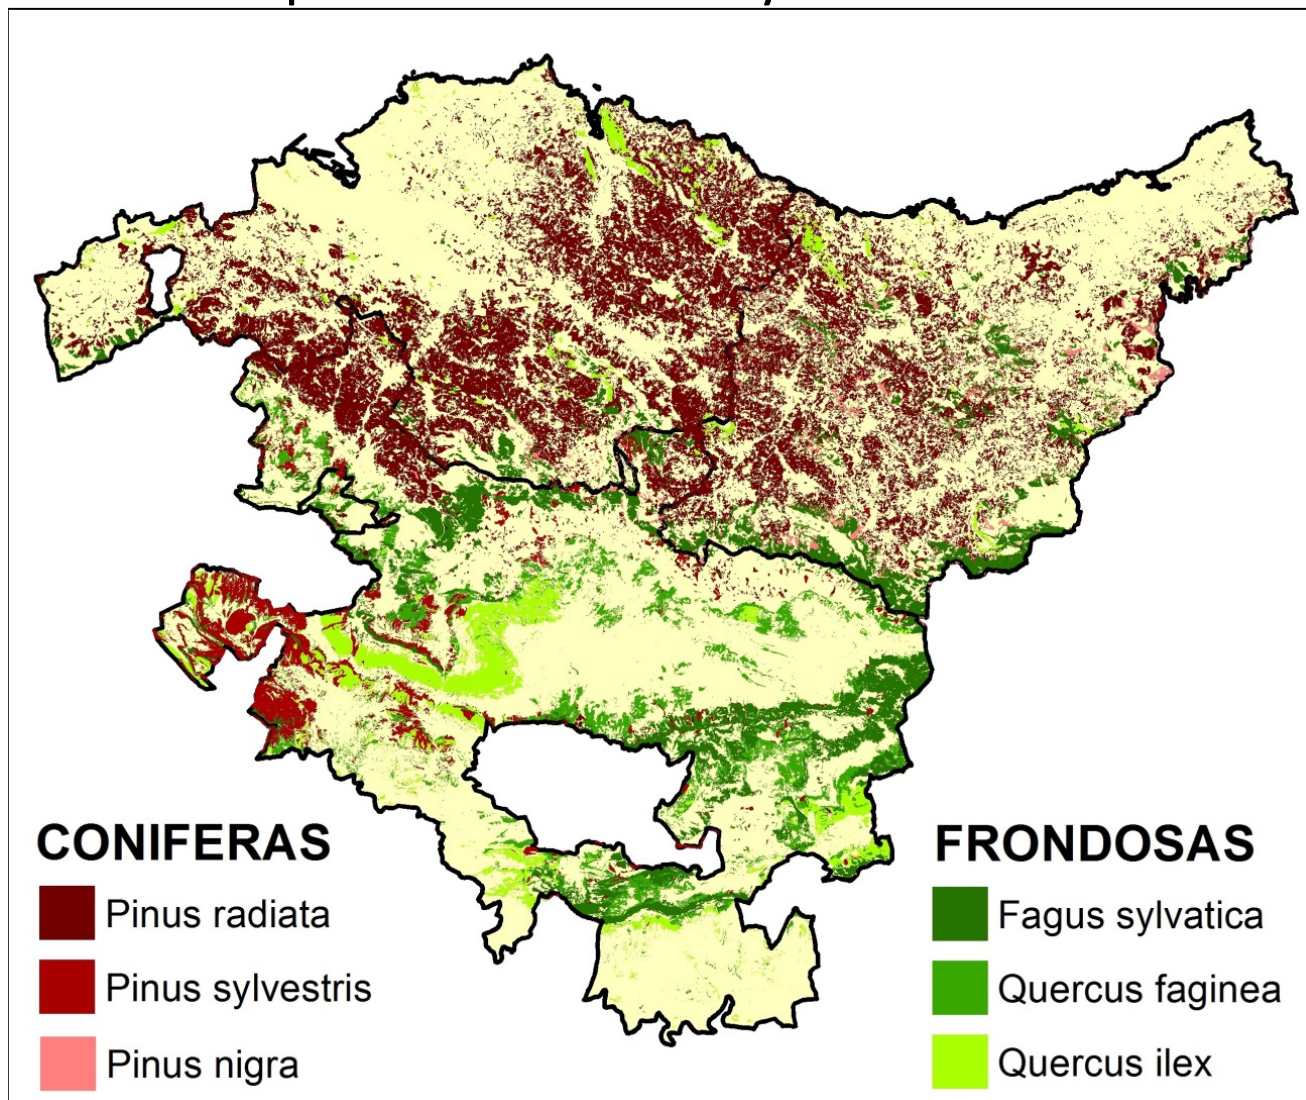 CONIFERAS
Pinus radiata
Pinus sylvestris
Pinus nigra
FRONDOSAS
Fagus sylvatica
Quercus faginea
Quercus ilex